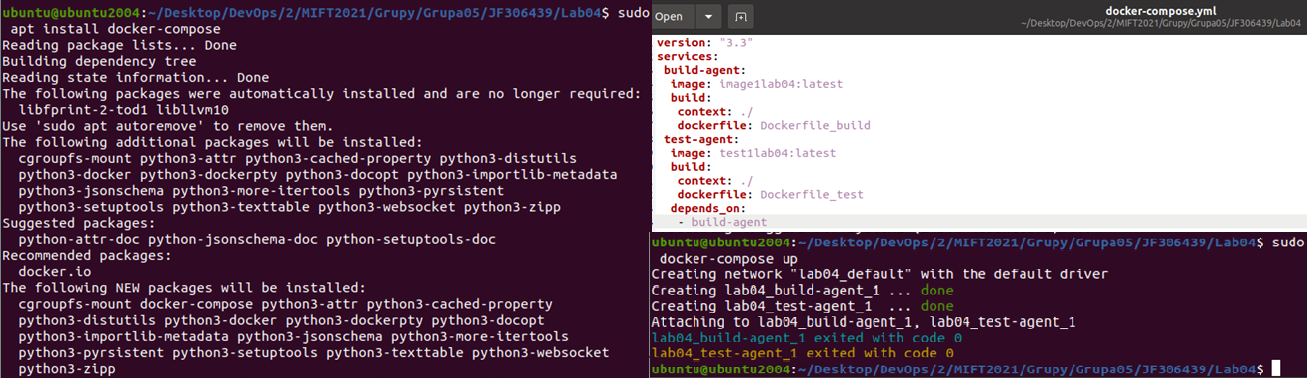 ubuntu@ubuntu2004:~/Desktop/DevOps/2/MIFT2021/Grupy/Grupa05/JF306439/Lab04$ sudo
 apt install docker-compose
Reading package lists... Done
Building dependency tree
Reading state information... Done
The following packages were automatically installed and are no longer required:
  libfprint-2-tod1 libllvm10
Use 'sudo apt autoremove' to remove them.
The following additional packages will be installed:
  cgroupfs-mount python3-attr python3-cached-property python3-distutils
  python3-docker python3-dockerpty python3-docopt python3-importlib-metadata
  python3-jsonschema python3-more-itertools python3-pyrsistent
  python3-setuptools python3-texttable python3-websocket python3-zipp
Suggested packages:
  python-attr-doc python-jsonschema-doc python-setuptools-doc
Recommended packages:
  docker.io
The following NEW packages will be installed:
  cgroupfs-mount docker-compose python3-attr python3-cached-property
  python3-distutils python3-docker python3-dockerpty python3-docopt
  python3-importlib-metadata python3-jsonschema python3-more-itertools
  python3-pyrsistent python3-setuptools python3-texttable python3-websocket
  python3-zipp
Open
docker-compose.yml
~/Desktop/DevOps/2/MIFT2021/Grupy/Grupa05/JF306439/Lab04
version: "3.3"
services:
 build-agent:
  image: image1lab04:latest
  build:
   context: ./
   dockerfile: Dockerfile_build
 test-agent:
  image: test1lab04:latest
  build:
   context: ./
   dockerfile: Dockerfile_test
  depends_on:
   - build-agent
ubuntu@ubuntu2004:~/Desktop/DevOps/2/MIFT2021/Grupy/Grupa05/JF306439/Lab04$ sudo
 docker-compose up
Creating network "lab04_default" with the default driver
Creating lab04_build-agent_1 ... done
Creating lab04_test-agent_1  ... done
Attaching to lab04_build-agent_1, lab04_test-agent_1
lab04_build-agent_1 exited with code 0
lab04_test-agent_1 exited with code 0
ubuntu@ubuntu2004:~/Desktop/DevOps/2/MIFT2021/Grupy/Grupa05/JF306439/Lab04$